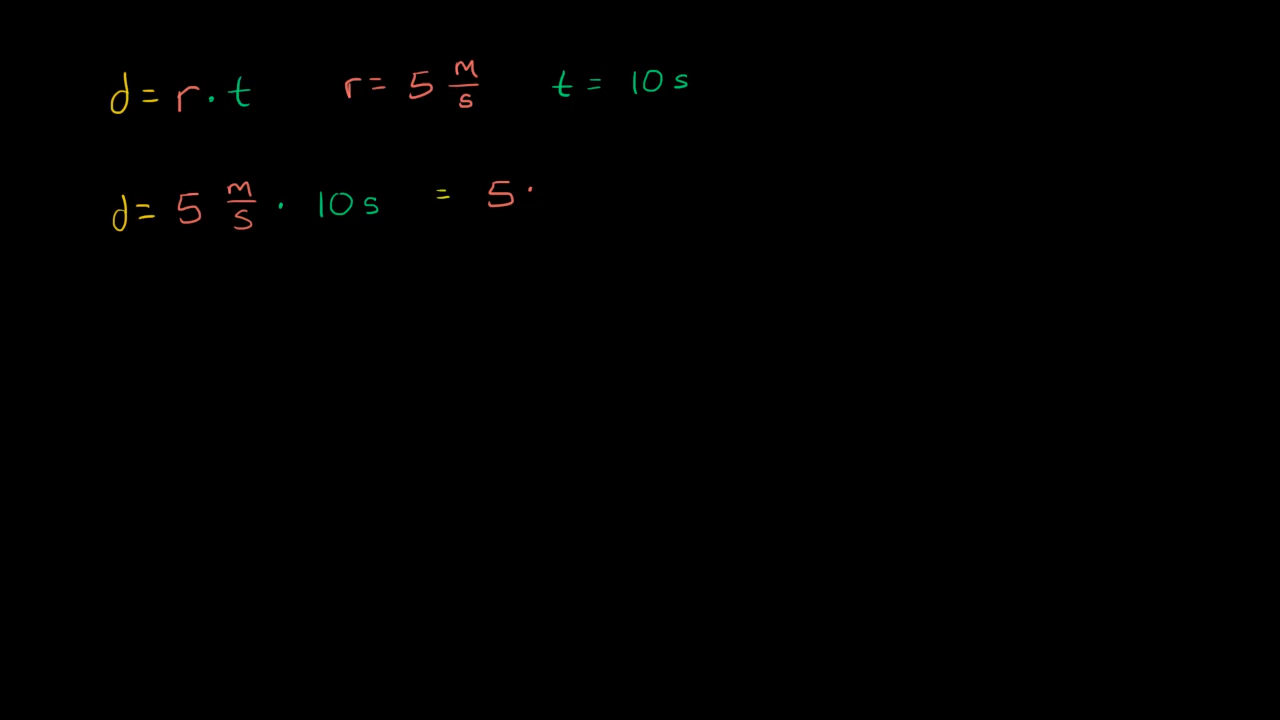 d = r · t r = 5 m/s t = 10 s
d = 5 m/s · 10 s = 5 ·